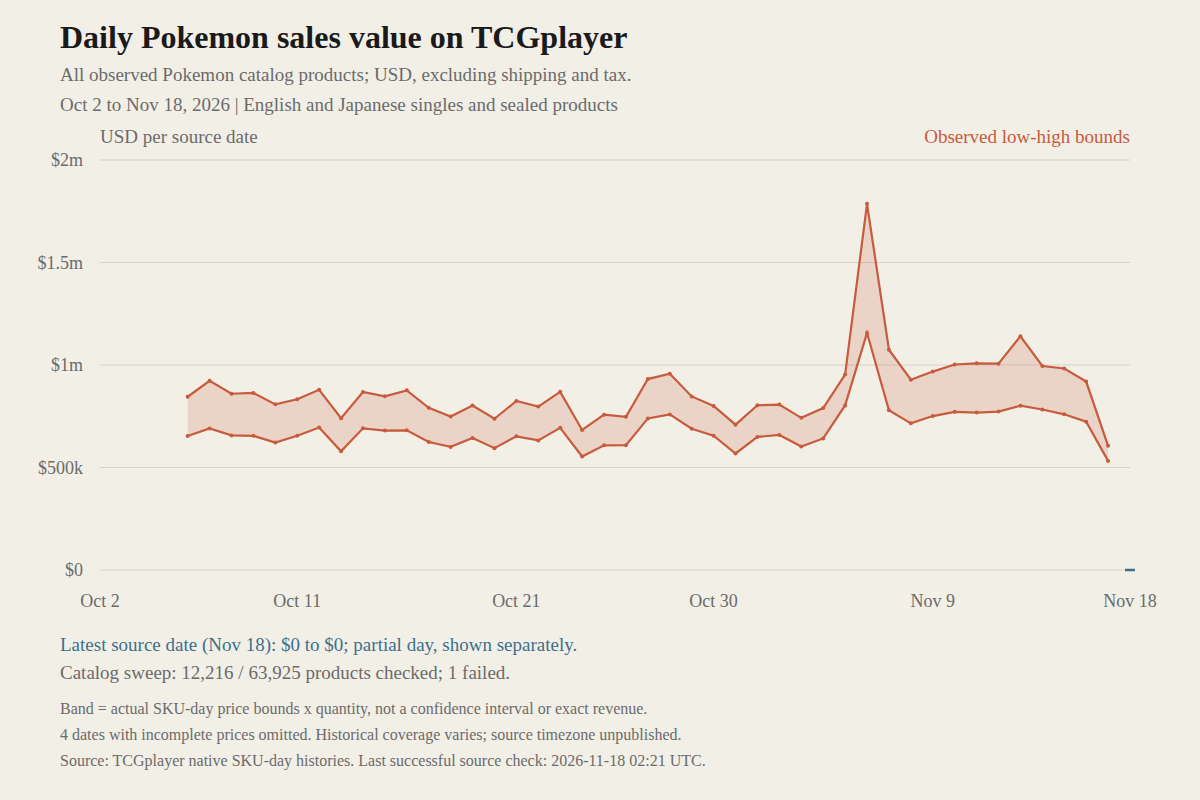 Daily Pokemon sales value on TCGplayer
All observed Pokemon catalog products; USD, excluding shipping and tax.
Oct 2 to Nov 18, 2026 | English and Japanese singles and sealed products
USD per source date
Observed low-high bounds
$2m
$1.5m
$1m
$500k
$0
Oct 2
Oct 11
Oct 21
Oct 30
Nov 9
Nov 18
Latest source date (Nov 18): $0 to $0; partial day, shown separately.
Catalog sweep: 12,216 / 63,925 products checked; 1 failed.
Band = actual SKU-day price bounds x quantity, not a confidence interval or exact revenue.
4 dates with incomplete prices omitted. Historical coverage varies; source timezone unpublished.
Source: TCGplayer native SKU-day histories. Last successful source check: 2026-11-18 02:21 UTC.